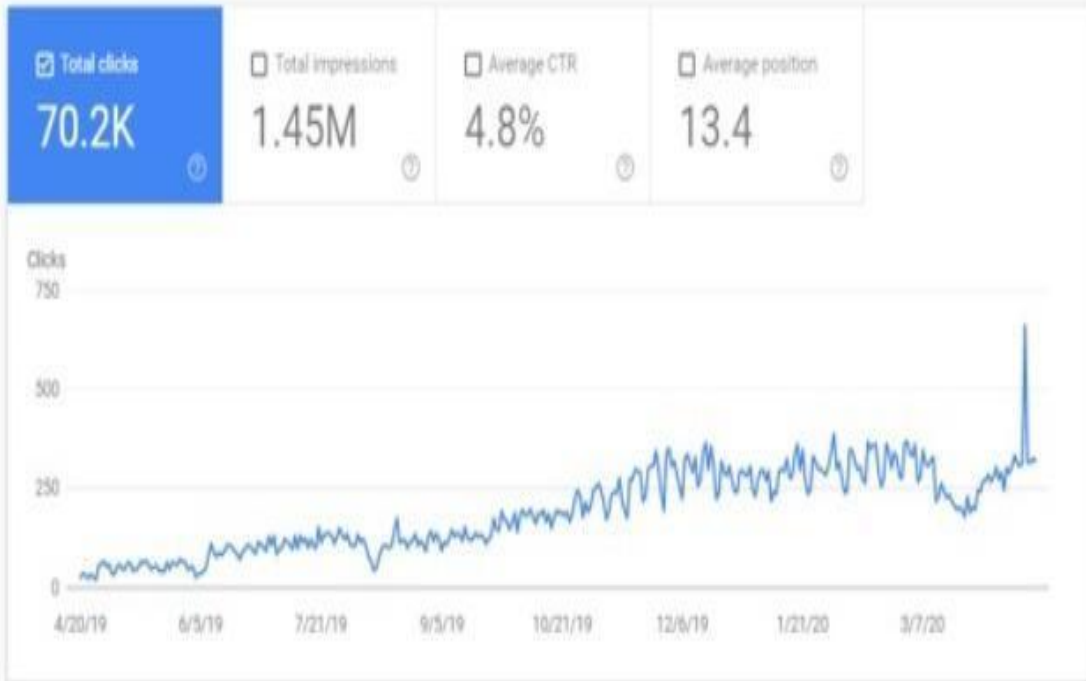 Total clicks
70.2K
Total impressions
1.45M
Average CTR
4.8%
Average position
13.4
Clicks
750
500
250
0
4/20/19 6/5/19 7/21/19 9/5/19 10/21/19 12/6/19 1/21/20 3/7/20